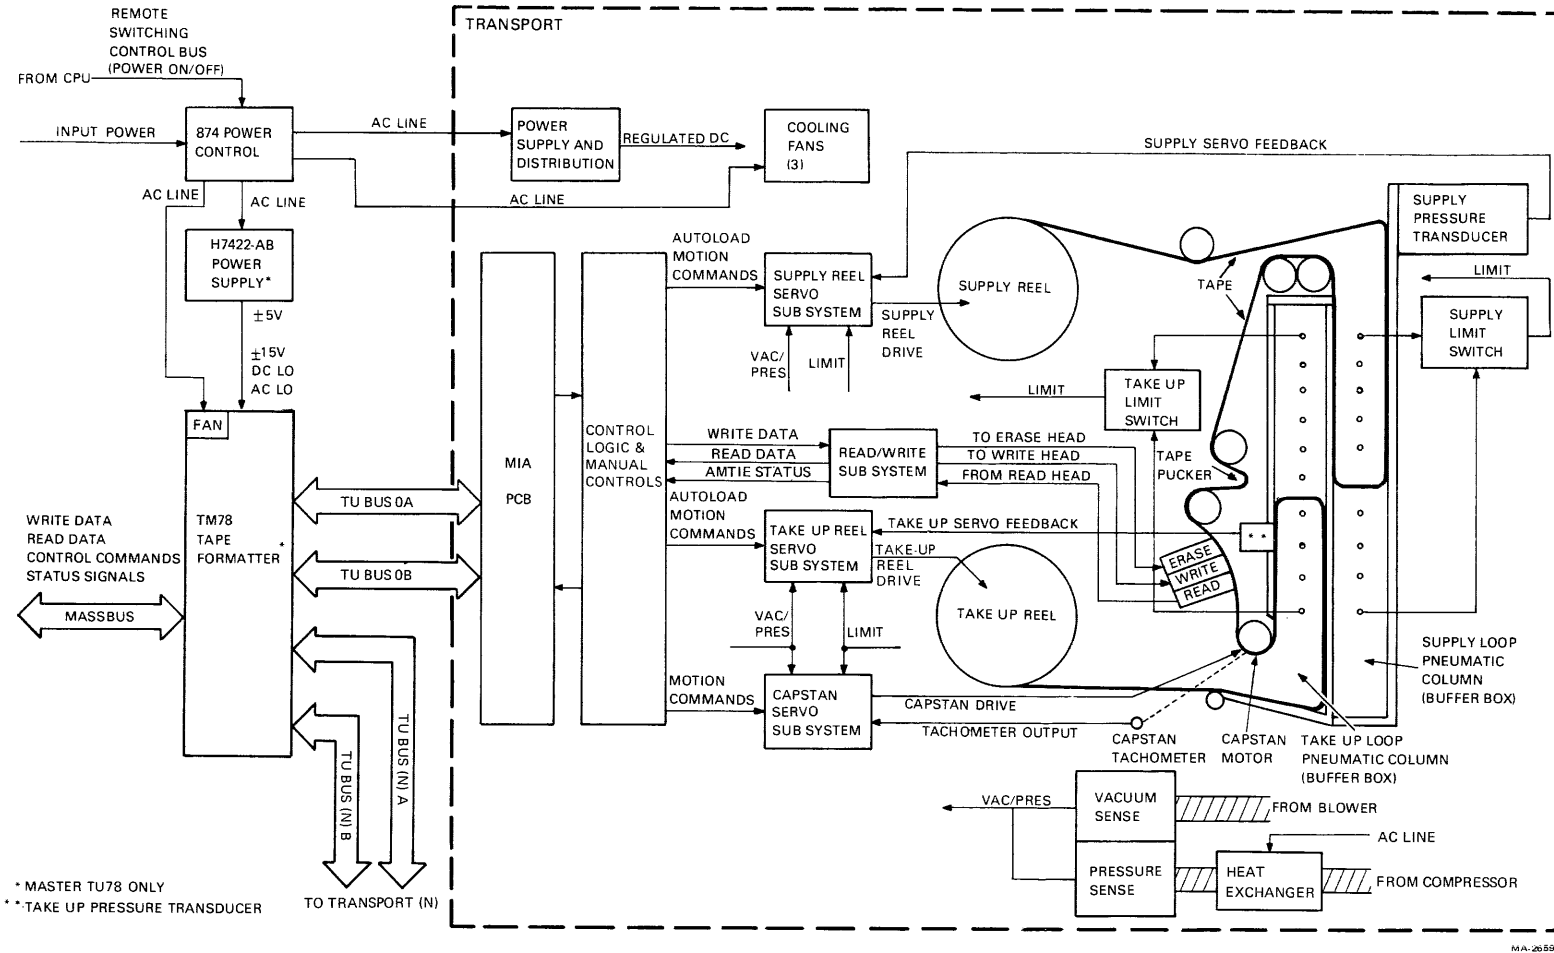 REMOTE
SWITCHING
CONTROL BUS
(POWER ON/OFF)
FROM CPU
INPUT POWER
874 POWER
CONTROL
AC LINE
AC LINE
AC LINE
AC LINE
H7422-AB
POWER
SUPPLY*
±5V
±15V
DC LO
AC LO
FAN
TM78
TAPE
FORMATTER*
WRITE DATA
READ DATA
CONTROL COMMANDS
STATUS SIGNALS
MASSBUS
TU BUS 0A
TU BUS 0B
TU BUS (N) A
TU BUS (N) B
TO TRANSPORT (N)
* MASTER TU78 ONLY
** TAKE UP PRESSURE TRANSDUCER
TRANSPORT
POWER
SUPPLY AND
DISTRIBUTION
REGULATED DC
COOLING
FANS
(3)
MIA
PCB
CONTROL
LOGIC &
MANUAL
CONTROLS
AUTOLOAD
MOTION
COMMANDS
SUPPLY REEL
SERVO
SUB SYSTEM
SUPPLY
REEL
DRIVE
VAC/
PRES
LIMIT
SUPPLY REEL
SUPPLY SERVO FEEDBACK
SUPPLY
PRESSURE
TRANSDUCER
LIMIT
SUPPLY
LIMIT
SWITCH
TAPE
TAKE UP
LIMIT
SWITCH
LIMIT
TAPE
PUCKER
WRITE DATA
READ DATA
AMTIE STATUS
READ/WRITE
SUB SYSTEM
TO ERASE HEAD
TO WRITE HEAD
FROM READ HEAD
AUTOLOAD
MOTION
COMMANDS
TAKE UP REEL
SERVO
SUB SYSTEM
TAKE UP SERVO FEEDBACK
TAKE-UP
REEL
DRIVE
**
ERASE
WRITE
READ
TAKE UP REEL
VAC/
PRES
LIMIT
MOTION
COMMANDS
CAPSTAN
SERVO
SUB SYSTEM
CAPSTAN DRIVE
TACHOMETER OUTPUT
CAPSTAN
TACHOMETER
CAPSTAN
MOTOR
TAKE UP LOOP
PNEUMATIC COLUMN
(BUFFER BOX)
SUPPLY LOOP
PNEUMATIC
COLUMN
(BUFFER BOX)
VAC/PRES
VACUUM
SENSE
FROM BLOWER
AC LINE
PRESSURE
SENSE
HEAT
EXCHANGER
FROM COMPRESSOR
MA-2659